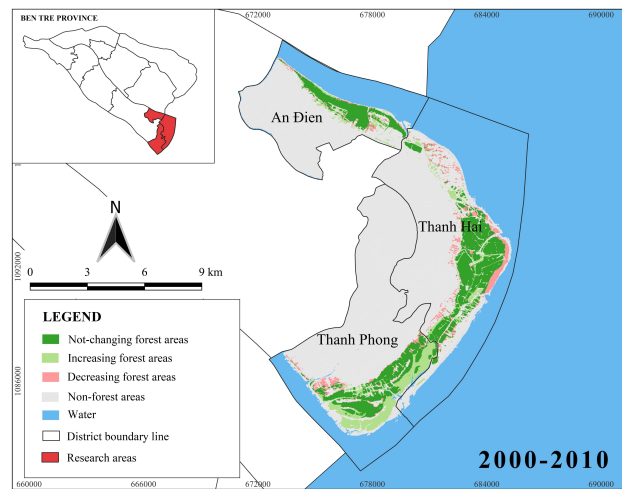 BEN TRE PROVINCE
672000 678000 684000 690000
An Đien
Thanh Hai
N
0 3 6 9 km
1092000
LEGEND
Not-changing forest areas
Increasing forest areas
Decreasing forest areas
Non-forest areas
Water
District boundary line
Research areas
Thanh Phong
1086000
2000-2010
660000 666000 672000 678000 684000 690000